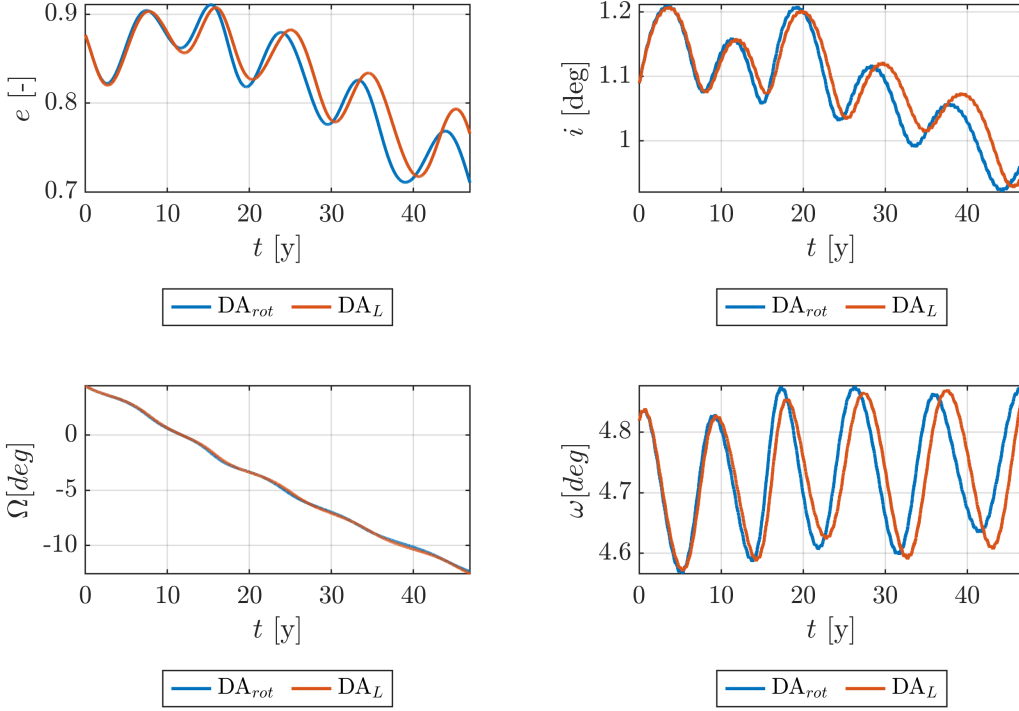 0.9
0.8
0.7
e [-]
0 10 20 30 40
t [y]
DA_rot DA_L
1.2
1.1
1
i [deg]
0 10 20 30 40
t [y]
DA_rot DA_L
0
-5
-10
Ω[deg]
0 10 20 30 40
t [y]
DA_rot DA_L
4.8
4.7
4.6
ω[deg]
0 10 20 30 40
t [y]
DA_rot DA_L